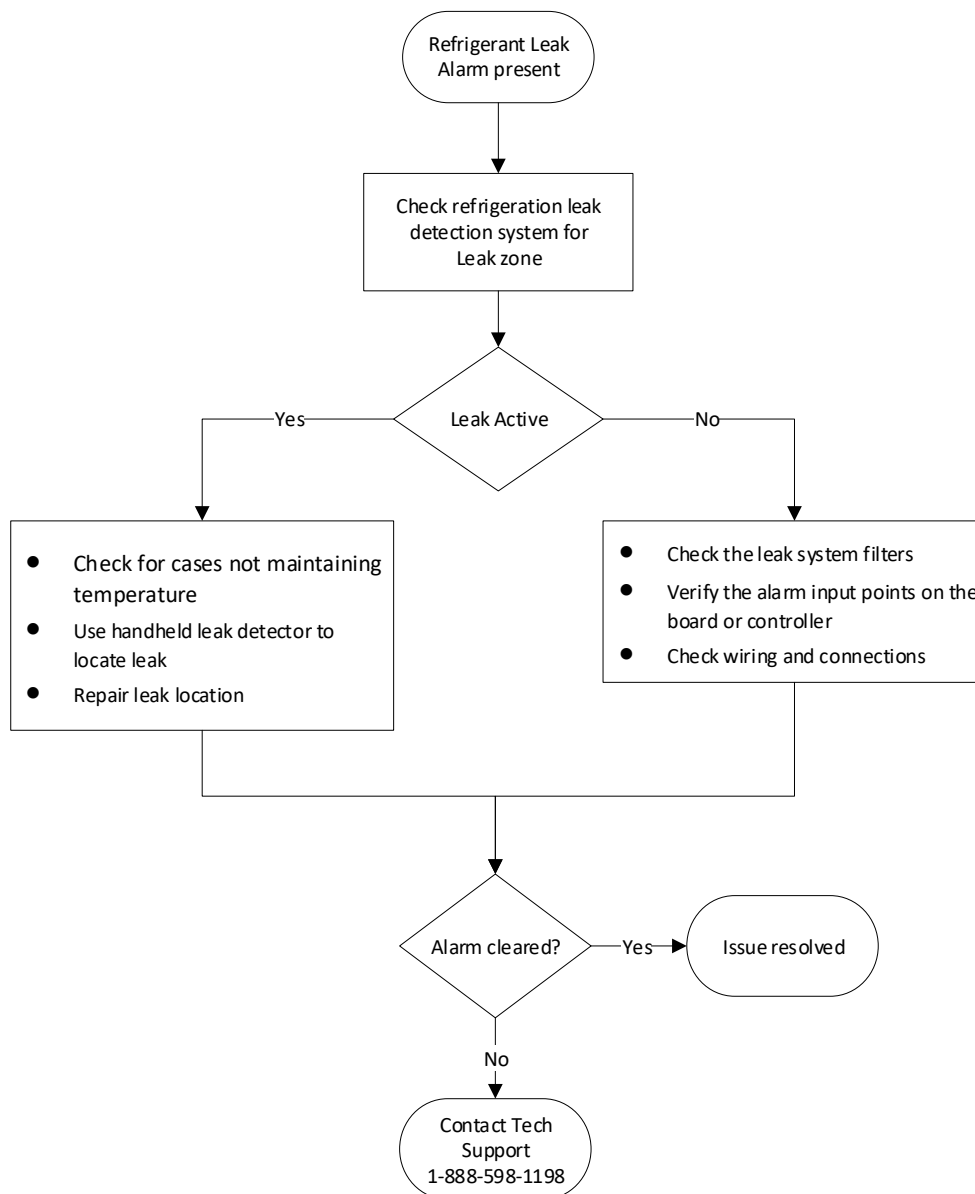 Refrigerant Leak
Alarm present
Check refrigeration leak
detection system for
Leak zone
Leak Active
Yes
No
● Check for cases not maintaining
temperature
● Use handheld leak detector to
locate leak
● Repair leak location
● Check the leak system filters
● Verify the alarm input points on the
board or controller
● Check wiring and connections
Alarm cleared?
Yes
Issue resolved
No
Contact Tech
Support
1-888-598-1198